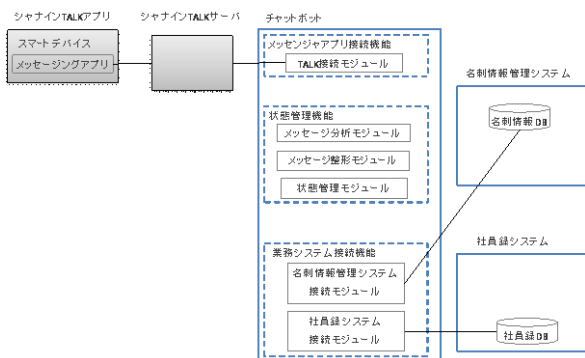 シャナインTALKアプリ
シャナインTALKサーバ
チャットボット
スマートデバイス
メッセージングアプリ
メッセンジャアプリ接続機能
TALK接続モジュール
状態管理機能
メッセージ分析モジュール
メッセージ整形モジュール
状態管理モジュール
業務システム接続機能
名刺情報管理システム
接続モジュール
社員録システム
接続モジュール
名刺情報管理システム
名刺情報DB
社員録システム
社員録DB